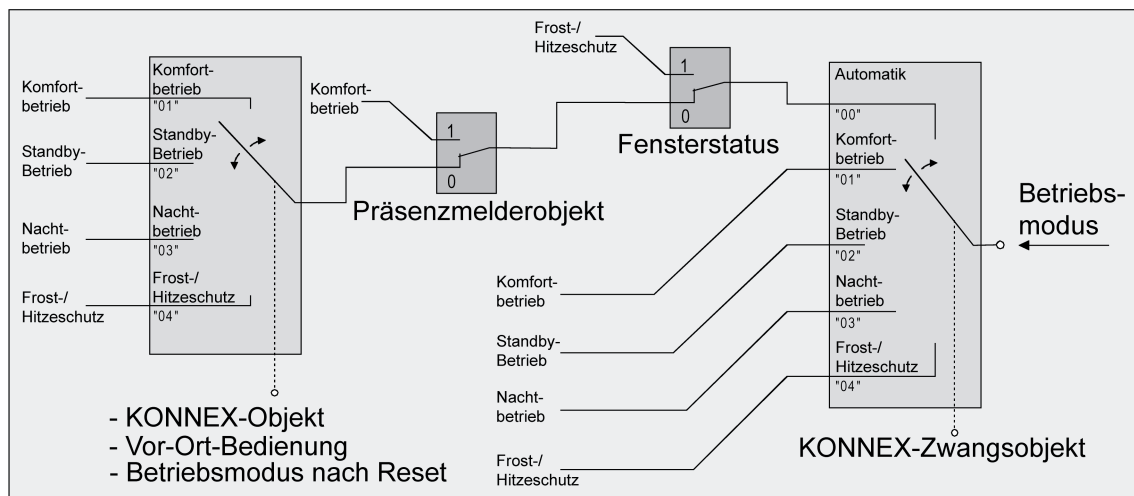 Komfort-
betrieb
Standby-
Betrieb
Nacht-
betrieb
Frost-/
Hitzeschutz
Komfort-
betrieb
"01"
Standby-
Betrieb
"02"
Nacht-
betrieb
"03"
Frost-/
Hitzeschutz
"04"
- KONNEX-Objekt
- Vor-Ort-Bedienung
- Betriebsmodus nach Reset
Komfort-
betrieb
1
0
Präsenzmelderobjekt
Frost-/
Hitzeschutz
1
0
Fensterstatus
Komfort-
betrieb
Standby-
Betrieb
Nacht-
betrieb
Frost-/
Hitzeschutz
Automatik
"00"
Komfort-
betrieb
"01"
Standby-
Betrieb
"02"
Nacht-
betrieb
"03"
Frost-/
Hitzeschutz
"04"
KONNEX-Zwangsobjekt
Betriebs-
modus